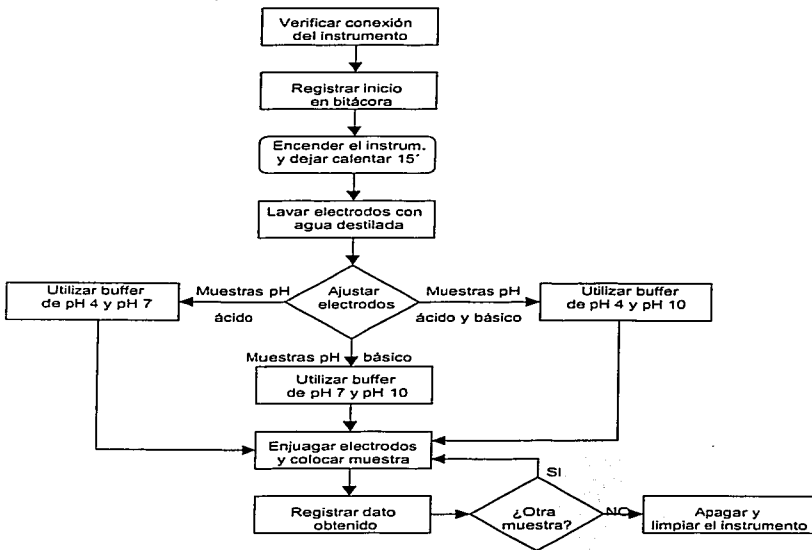 Verificar conexión
del instrumento
Registrar inicio
en bitácora
Encender el instrum.
y dejar calentar 15´
Lavar electrodos con
agua destilada
Ajustar
electrodos
Muestras pH
ácido
Utilizar buffer
de pH 4 y pH 7
Muestras pH
ácido y básico
Utilizar buffer
de pH 4 y pH 10
Muestras pH básico
Utilizar buffer
de pH 7 y pH 10
Enjuagar electrodos
y colocar muestra
Registrar dato
obtenido
¿Otra
muestra?
SI
NO
Apagar y
limpiar el instrumento